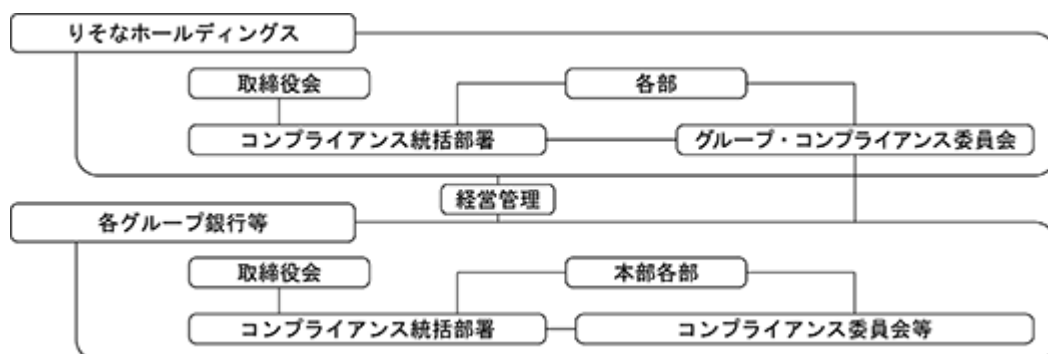 りそなホールディングス
取締役会
各部
コンプライアンス統括部署
グループ・コンプライアンス委員会
経営管理
各グループ銀行等
取締役会
本部各部
コンプライアンス統括部署
コンプライアンス委員会等